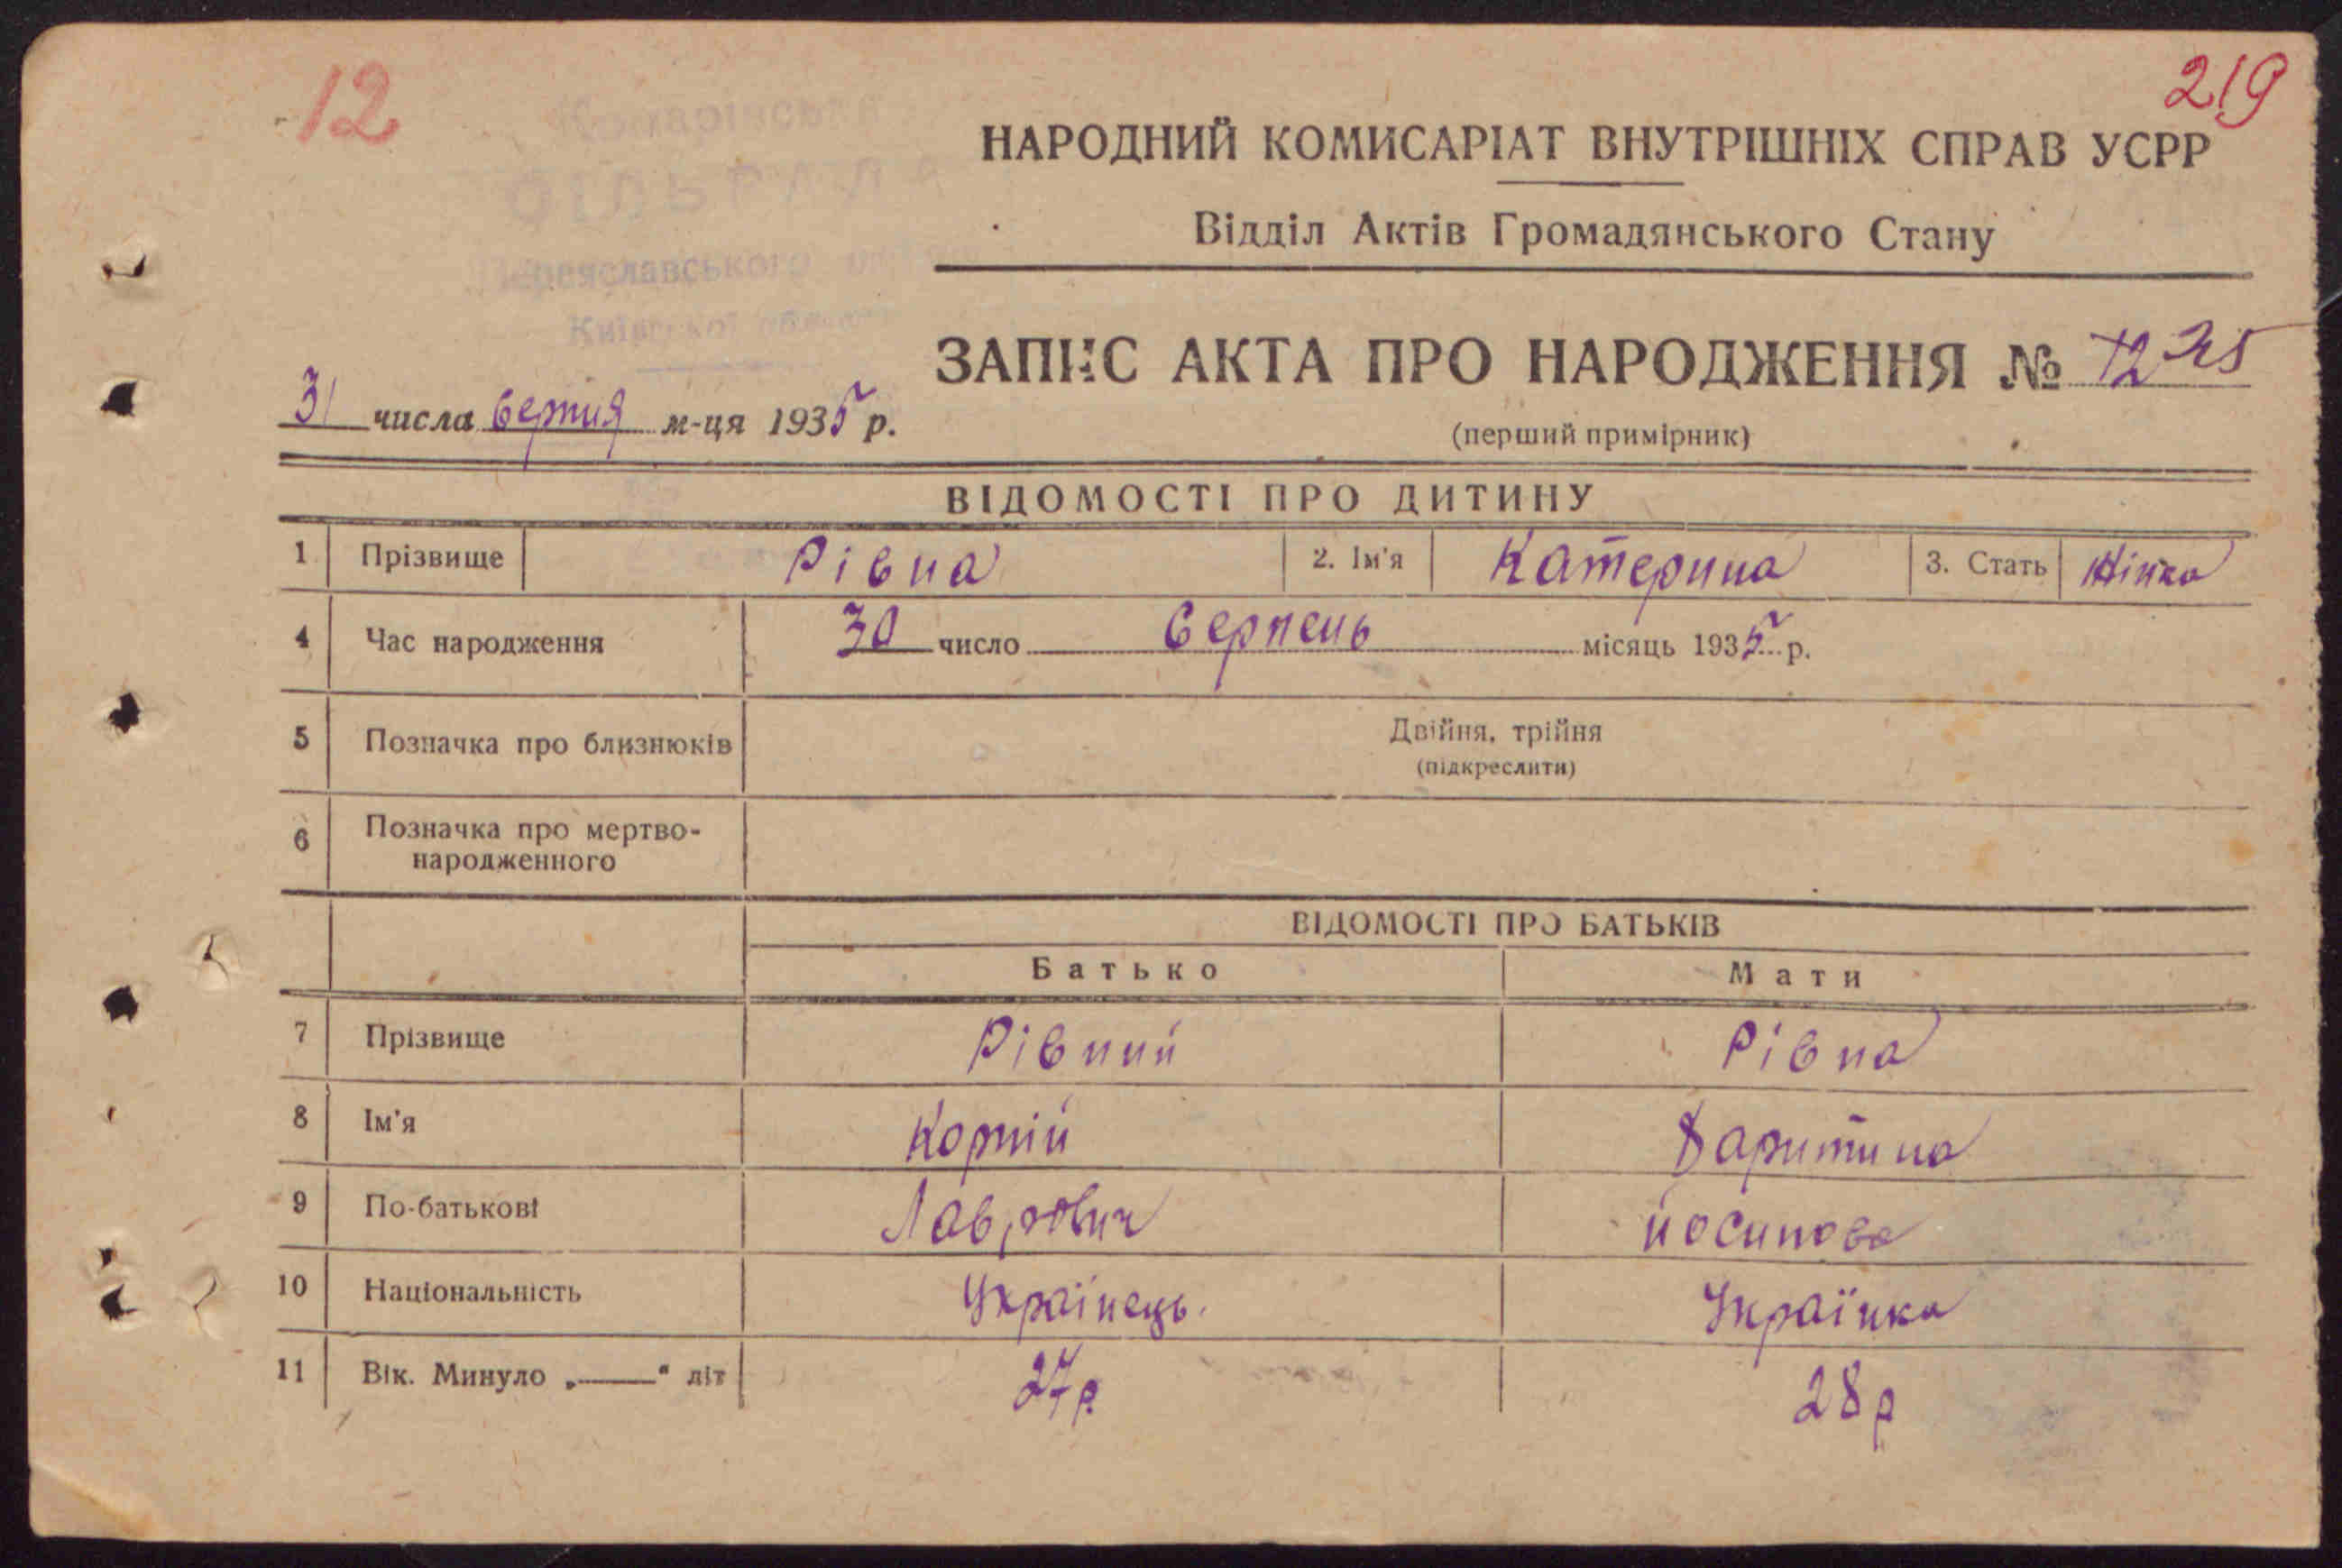 12
219
НАРОДНИЙ КОМИСАРІАТ ВНУТРІШНІХ СПРАВ УСРР
Відділ Актів Громадянського Стану
Переяславського
ЗАПИС АКТА ПРО НАРОДЖЕННЯ № 12
31 числа серпня м-ця 1935 р.
(перший примірник)
ВІДОМОСТІ ПРО ДИТИНУ
1 Прізвище Рівна 2. Ім'я Катерина 3. Стать Жінка
4 Час народження 30 число Серпень місяць 1935 р.
5 Позначка про близнюків Двійня, трійня
(підкреслити)
6 Позначка про мертво-
народженного
ВІДОМОСТІ ПРО БАТЬКІВ
Батько Мати
7 Прізвище Рівний Рівна
8 Ім'я Корній
9 По-батькові Лаврович Йосипова
10 Національність Українець. Українка
11 Вік. Минуло „——“ літ 27 р. 28 р